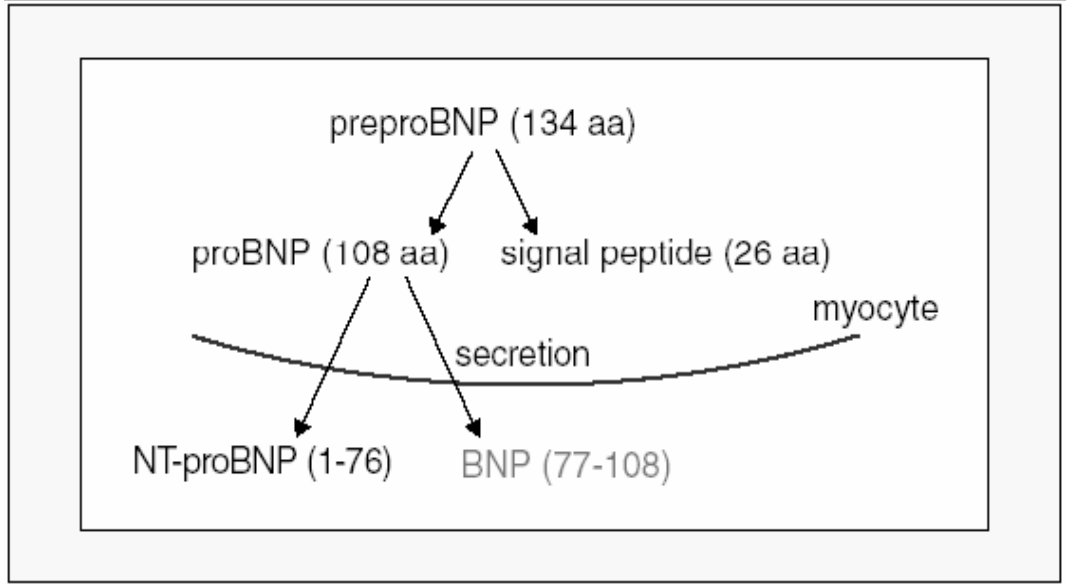 preproBNP (134 aa)
proBNP (108 aa) signal peptide (26 aa)
myocyte
secretion
NT-proBNP (1-76) BNP (77-108)